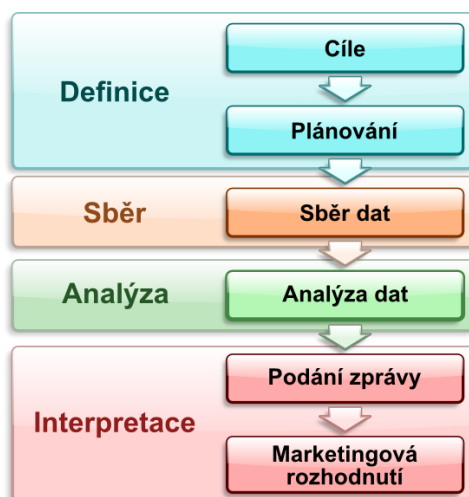 Definice
Cíle
Plánování
Sběr
Sběr dat
Analýza
Analýza dat
Interpretace
Podání zprávy
Marketingová
rozhodnutí